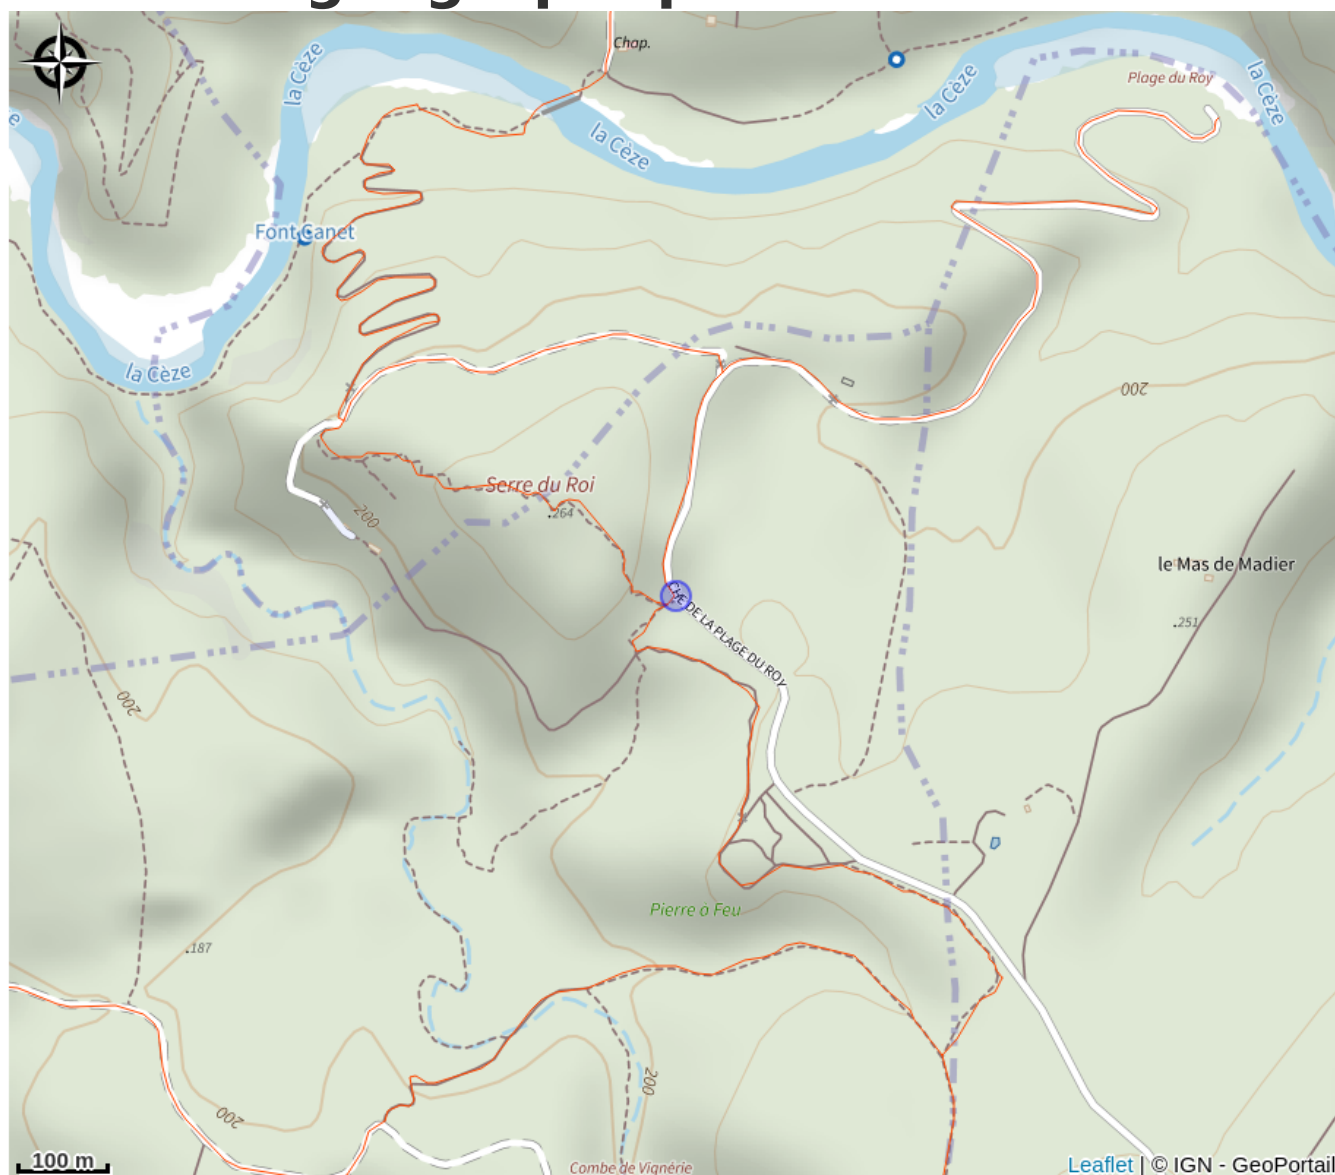 Chap.
la Cèze
Plage du Roy
la Cèze
la Cèze
la Cèze
Font Canet
la Cèze
200
Serre du Roi
.264
200
le Mas de Madier
CHE DE LA PLAGE DU ROY
.251
200
Pierre à Feu
.187
200
200
100 m
Combe de Vignérie
Leaflet | © IGN - GeoPortail